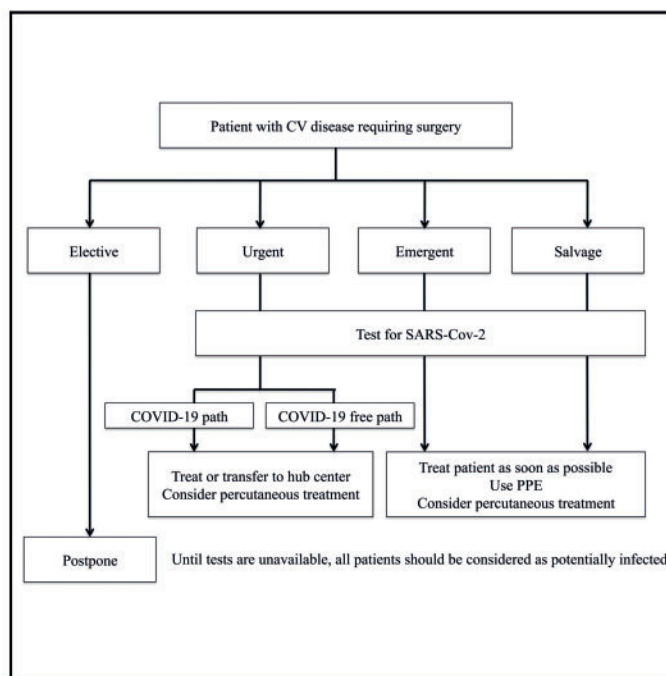 Patient with CV disease requiring surgery
Elective
Urgent
Emergent
Salvage
Test for SARS-Cov-2
COVID-19 path
COVID-19 free path
Treat or transfer to hub center
Consider percutaneous treatment
Treat patient as soon as possible
Use PPE
Consider percutaneous treatment
Postpone
Until tests are unavailable, all patients should be considered as potentially infected